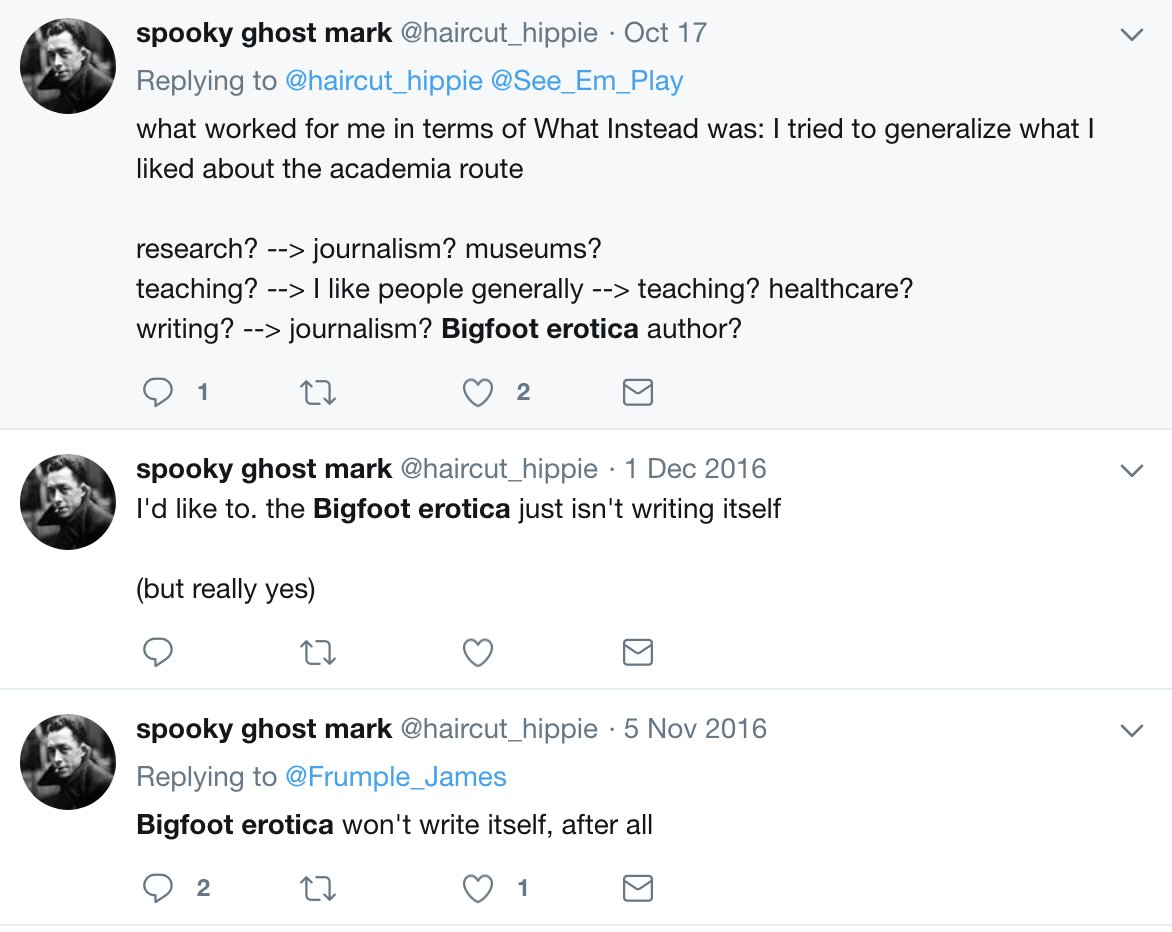 spooky ghost mark @haircut_hippie · Oct 17
Replying to @haircut_hippie @See_Em_Play
what worked for me in terms of What Instead was: I tried to generalize what I
liked about the academia route
research? --> journalism? museums?
teaching? --> I like people generally --> teaching? healthcare?
writing? --> journalism? Bigfoot erotica author?
1 2
spooky ghost mark @haircut_hippie · 1 Dec 2016
I'd like to. the Bigfoot erotica just isn't writing itself
(but really yes)
spooky ghost mark @haircut_hippie · 5 Nov 2016
Replying to @Frumple_James
Bigfoot erotica won't write itself, after all
2 1